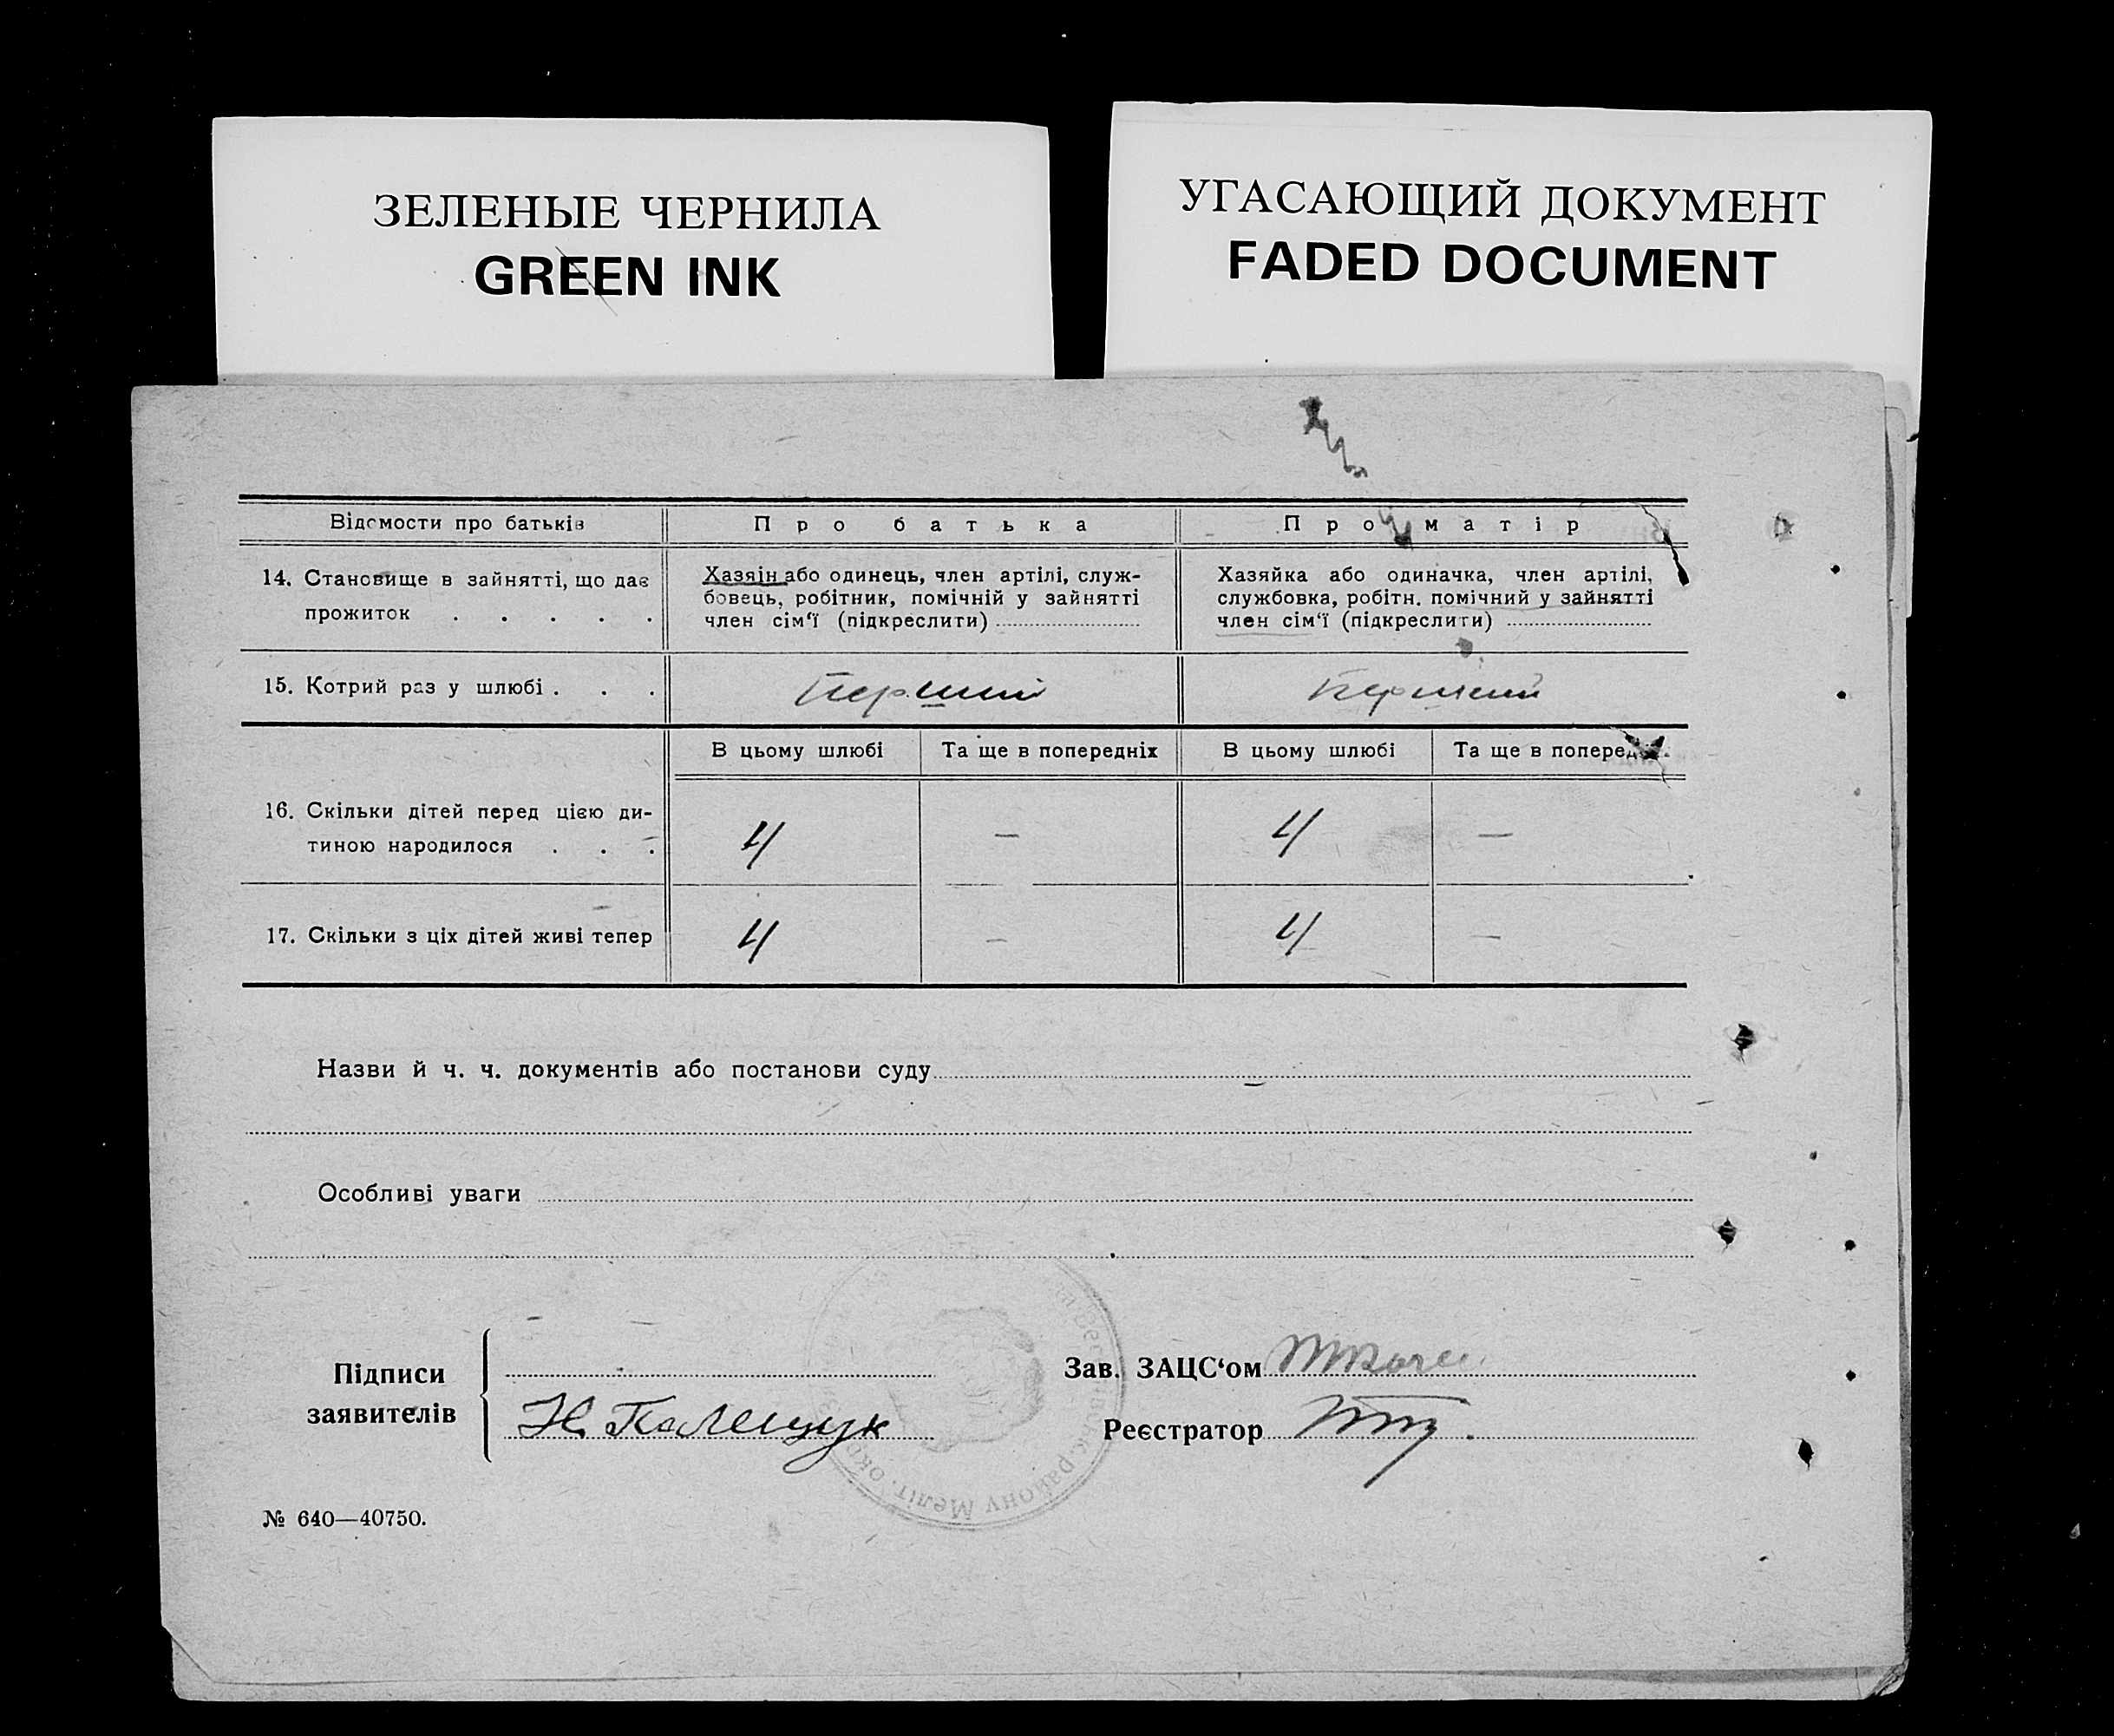 ЗЕЛЕНЫЕ ЧЕРНИЛА
GREEN INK
УГАСАЮЩИЙ ДОКУМЕНТ
FADED DOCUMENT
Відомости про батьків
Про батька
Про матір
14. Становище в зайнятті, що дає
прожиток . . . . .
Хазяїн або одинець, член артілі, служ-
бовець, робітник, помічній у зайнятті
член сім‘ї (підкреслити)
Хазяйка або одиначка, член артілі,
службовка, робітн. помічний у зайнятті
член сім‘ї (підкреслити)
15. Котрий раз у шлюбі . . .
Перший
Перший
В цьому шлюбі
Та ще в попередніх
В цьому шлюбі
Та ще в
16. Скільки дітей перед цією ди-
тиною народилося . . .
4 — 4 —
17. Скільки з ціх дітей живі тепер
4 — 4 —
Назви й ч. ч. документів або постанови суду —
Особливі уваги
Підписи
заявителів
Н. Палещук
Зав. ЗАЦС‘ом
Реєстратор
району Меліт. ок
№ 640—40750.